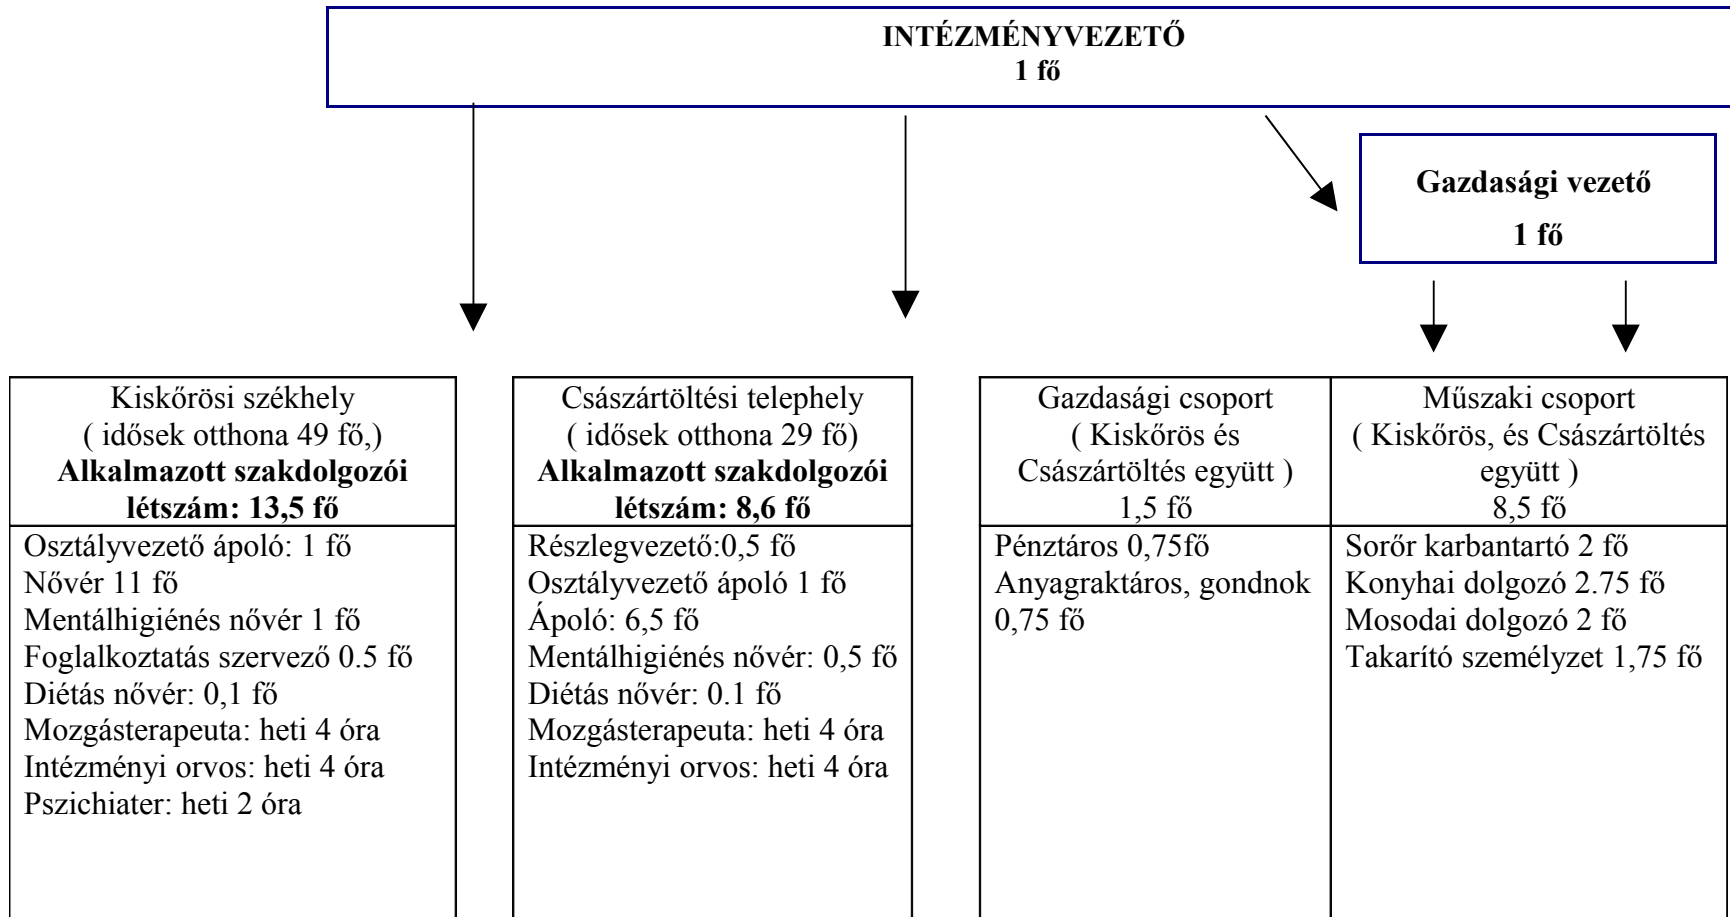 INTÉZMÉNYVEZETŐ
1 fő
Gazdasági vezető
1 fő
Kiskőrösi székhely
( idősek otthona 49 fő,)
Alkalmazott szakdolgozói
létszám: 13,5 fő
Osztályvezető ápoló: 1 fő
Nővér 11 fő
Mentálhigiénés nővér 1 fő
Foglalkoztatás szervező 0.5 fő
Diétás nővér: 0,1 fő
Mozgásterapeuta: heti 4 óra
Intézményi orvos: heti 4 óra
Pszichiater: heti 2 óra
Császártöltési telephely
( idősek otthona 29 fő)
Alkalmazott szakdolgozói
létszám: 8,6 fő
Részlegvezető:0,5 fő
Osztályvezető ápoló 1 fő
Ápoló: 6,5 fő
Mentálhigiénés nővér: 0,5 fő
Diétás nővér: 0.1 fő
Mozgásterapeuta: heti 4 óra
Intézményi orvos: heti 4 óra
Gazdasági csoport
( Kiskőrös és
Császártöltés együtt )
1,5 fő
Pénztáros 0,75fő
Anyagraktáros, gondnok
0,75 fő
Műszaki csoport
( Kiskőrös, és Császártöltés
együtt )
8,5 fő
Sorőr karbantartó 2 fő
Konyhai dolgozó 2.75 fő
Mosodai dolgozó 2 fő
Takarító személyzet 1,75 fő